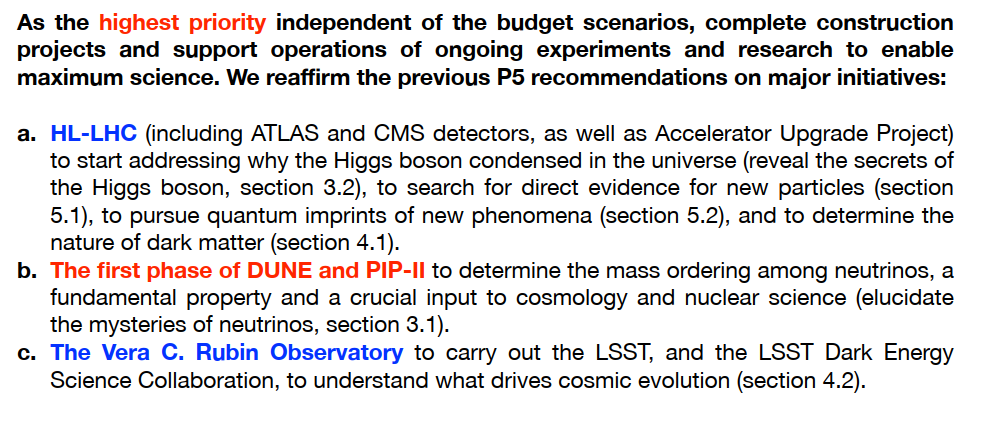 As the highest priority independent of the budget scenarios, complete construction
projects and support operations of ongoing experiments and research to enable
maximum science. We reaffirm the previous P5 recommendations on major initiatives:
a. HL-LHC (including ATLAS and CMS detectors, as well as Accelerator Upgrade Project)
to start addressing why the Higgs boson condensed in the universe (reveal the secrets of
the Higgs boson, section 3.2), to search for direct evidence for new particles (section
5.1), to pursue quantum imprints of new phenomena (section 5.2), and to determine the
nature of dark matter (section 4.1).
b. The first phase of DUNE and PIP-II to determine the mass ordering among neutrinos, a
fundamental property and a crucial input to cosmology and nuclear science (elucidate
the mysteries of neutrinos, section 3.1).
c. The Vera C. Rubin Observatory to carry out the LSST, and the LSST Dark Energy
Science Collaboration, to understand what drives cosmic evolution (section 4.2).